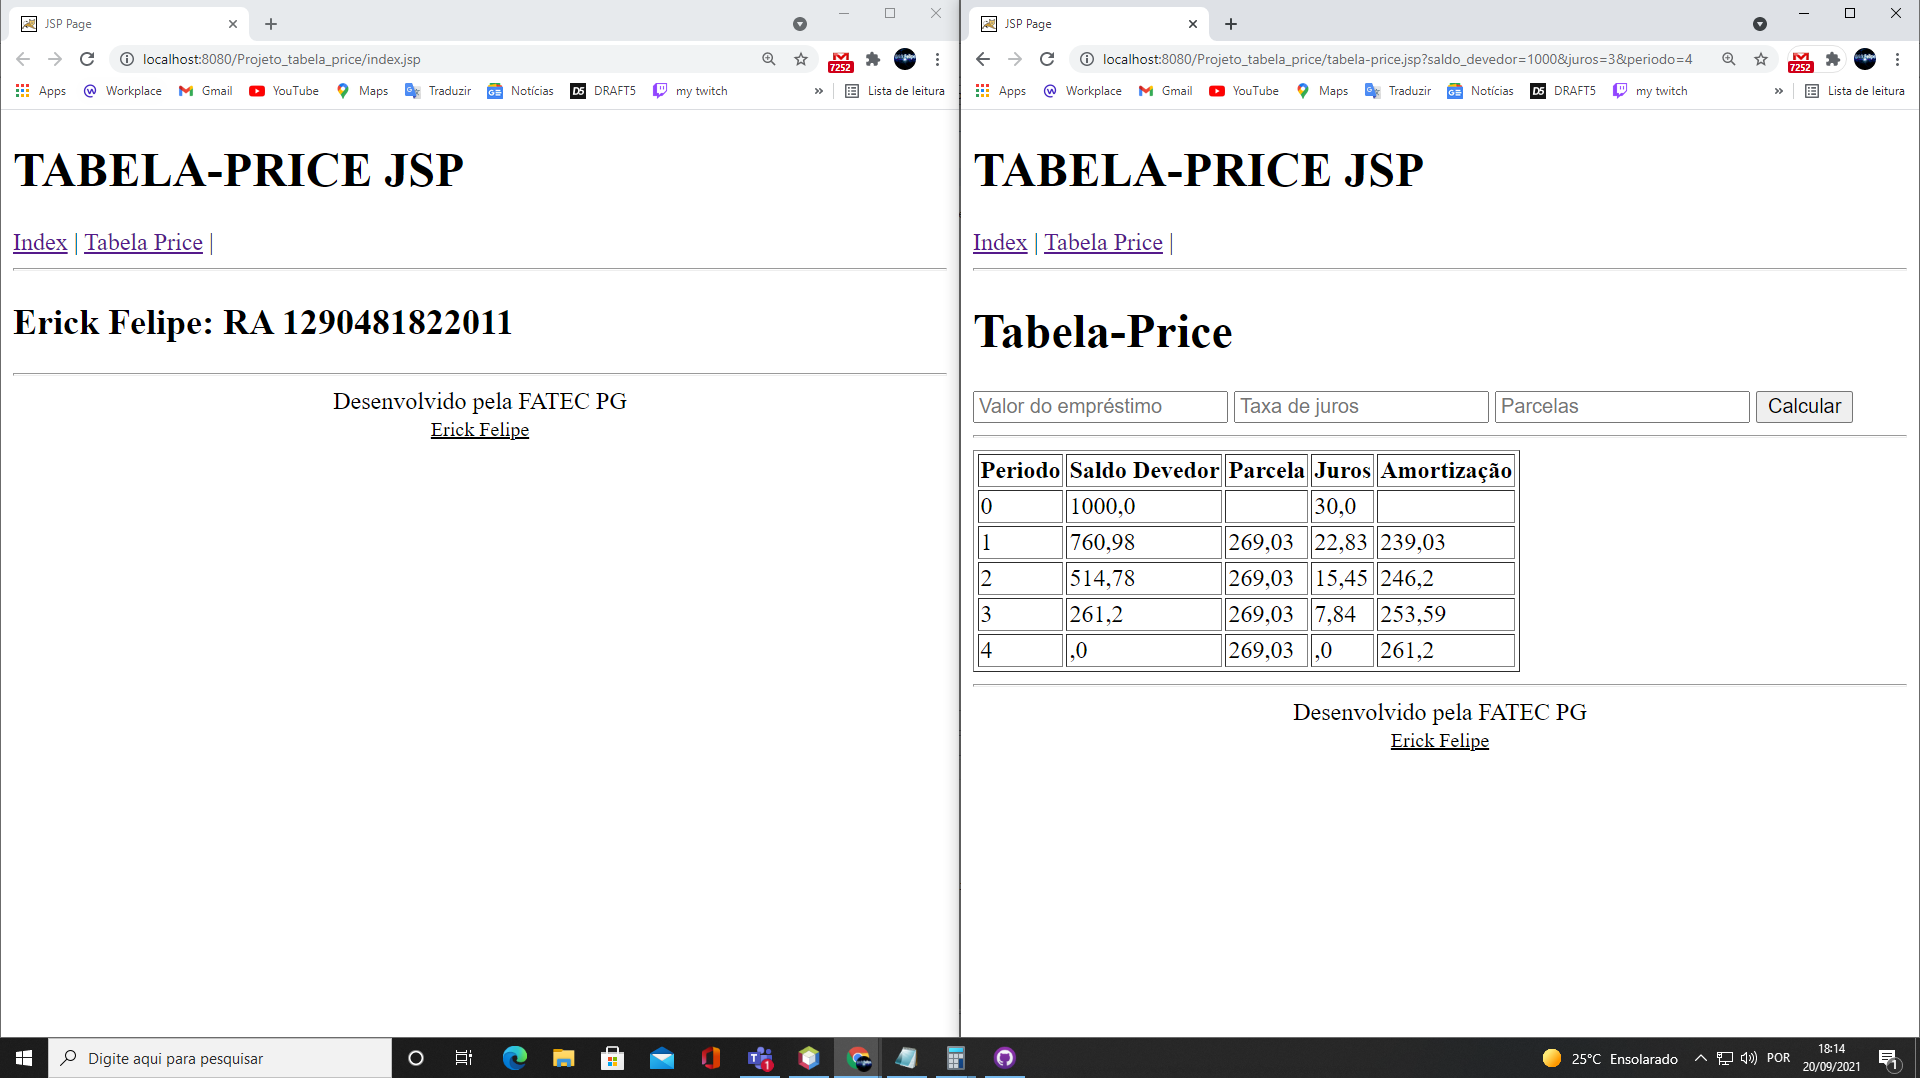 JSP Page
localhost:8080/Projeto_tabela_price/index.jsp
7252
Apps Workplace Gmail YouTube Maps Traduzir Notícias DRAFT5 my twitch » Lista de leitura
TABELA-PRICE JSP
Index | Tabela Price |
Erick Felipe: RA 1290481822011
Desenvolvido pela FATEC PG
Erick Felipe
JSP Page
localhost:8080/Projeto_tabela_price/tabela-price.jsp?saldo_devedor=1000&juros=3&periodo=4
7252
Apps Workplace Gmail YouTube Maps Traduzir Notícias DRAFT5 my twitch » Lista de leitura
TABELA-PRICE JSP
Index | Tabela Price |
Tabela-Price
Valor do empréstimo Taxa de juros Parcelas Calcular
Periodo Saldo Devedor Parcela Juros Amortização
0 1000,0 30,0
1 760,98 269,03 22,83 239,03
2 514,78 269,03 15,45 246,2
3 261,2 269,03 7,84 253,59
4 ,0 269,03 ,0 261,2
Desenvolvido pela FATEC PG
Erick Felipe
Digite aqui para pesquisar
1
25°C Ensolarado
POR
18:14
20/09/2021
1